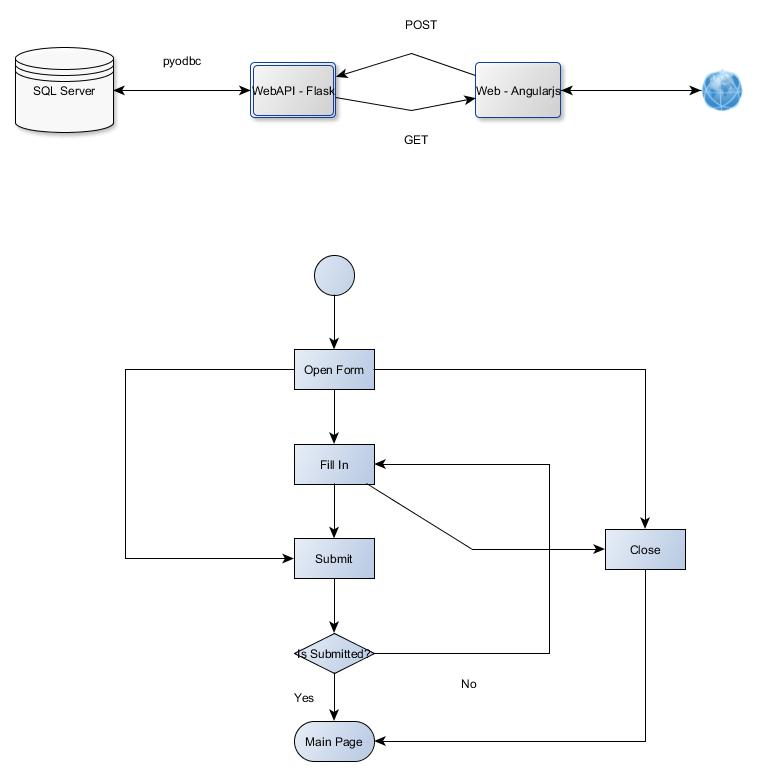 POST
pyodbc
SQL Server
WebAPI - Flask
Web - Angularjs
GET
Open Form
Fill In
Close
Submit
Is Submitted?
No
Yes
Main Page